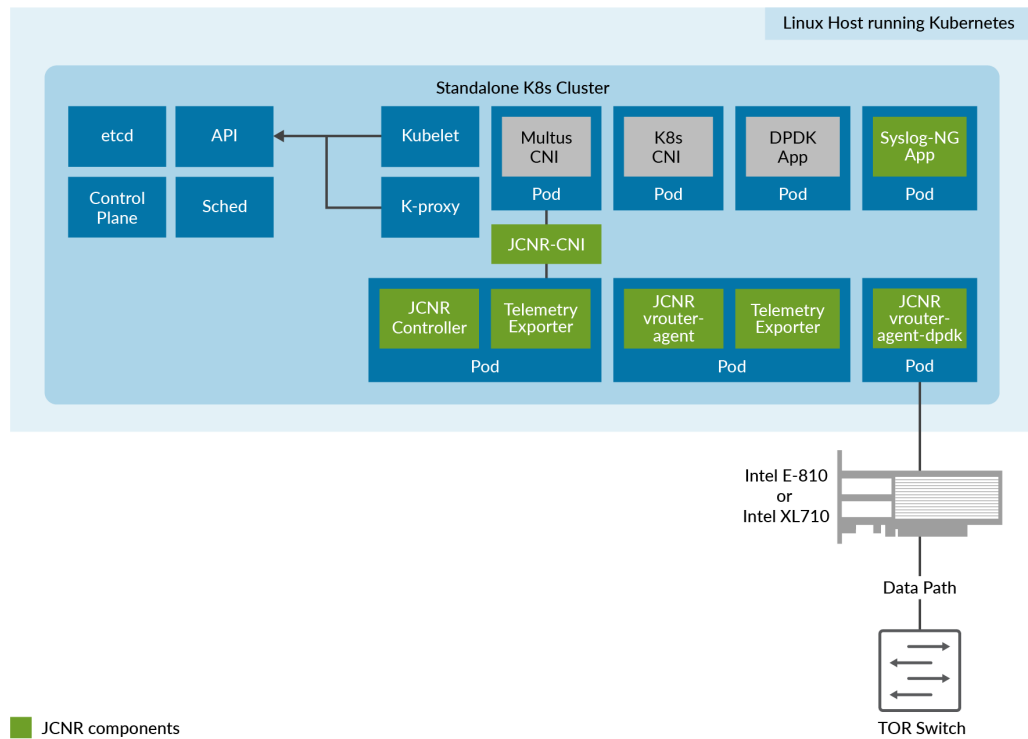 Linux Host running Kubernetes
Standalone K8s Cluster
etcd
API
Kubelet
Multus
CNI
Pod
K8s
CNI
Pod
DPDK
App
Pod
Syslog-NG
App
Pod
Control
Plane
Sched
K-proxy
JCNR-CNI
JCNR
Controller
Telemetry
Exporter
Pod
JCNR
vrouter-
agent
Telemetry
Exporter
Pod
JCNR
vrouter-
agent-dpdk
Pod
Intel E-810
or
Intel XL710
Data Path
TOR Switch
JCNR components